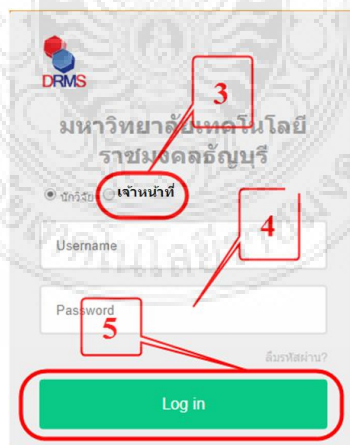 DRMS
3
มหาวิทยาลัยเทคโนโลยี
ราชมงคลธัญบุรี
นักวิจัย เจ้าหน้าที่
4
Username
Password
5
ลืมรหัสผ่าน?
Log in